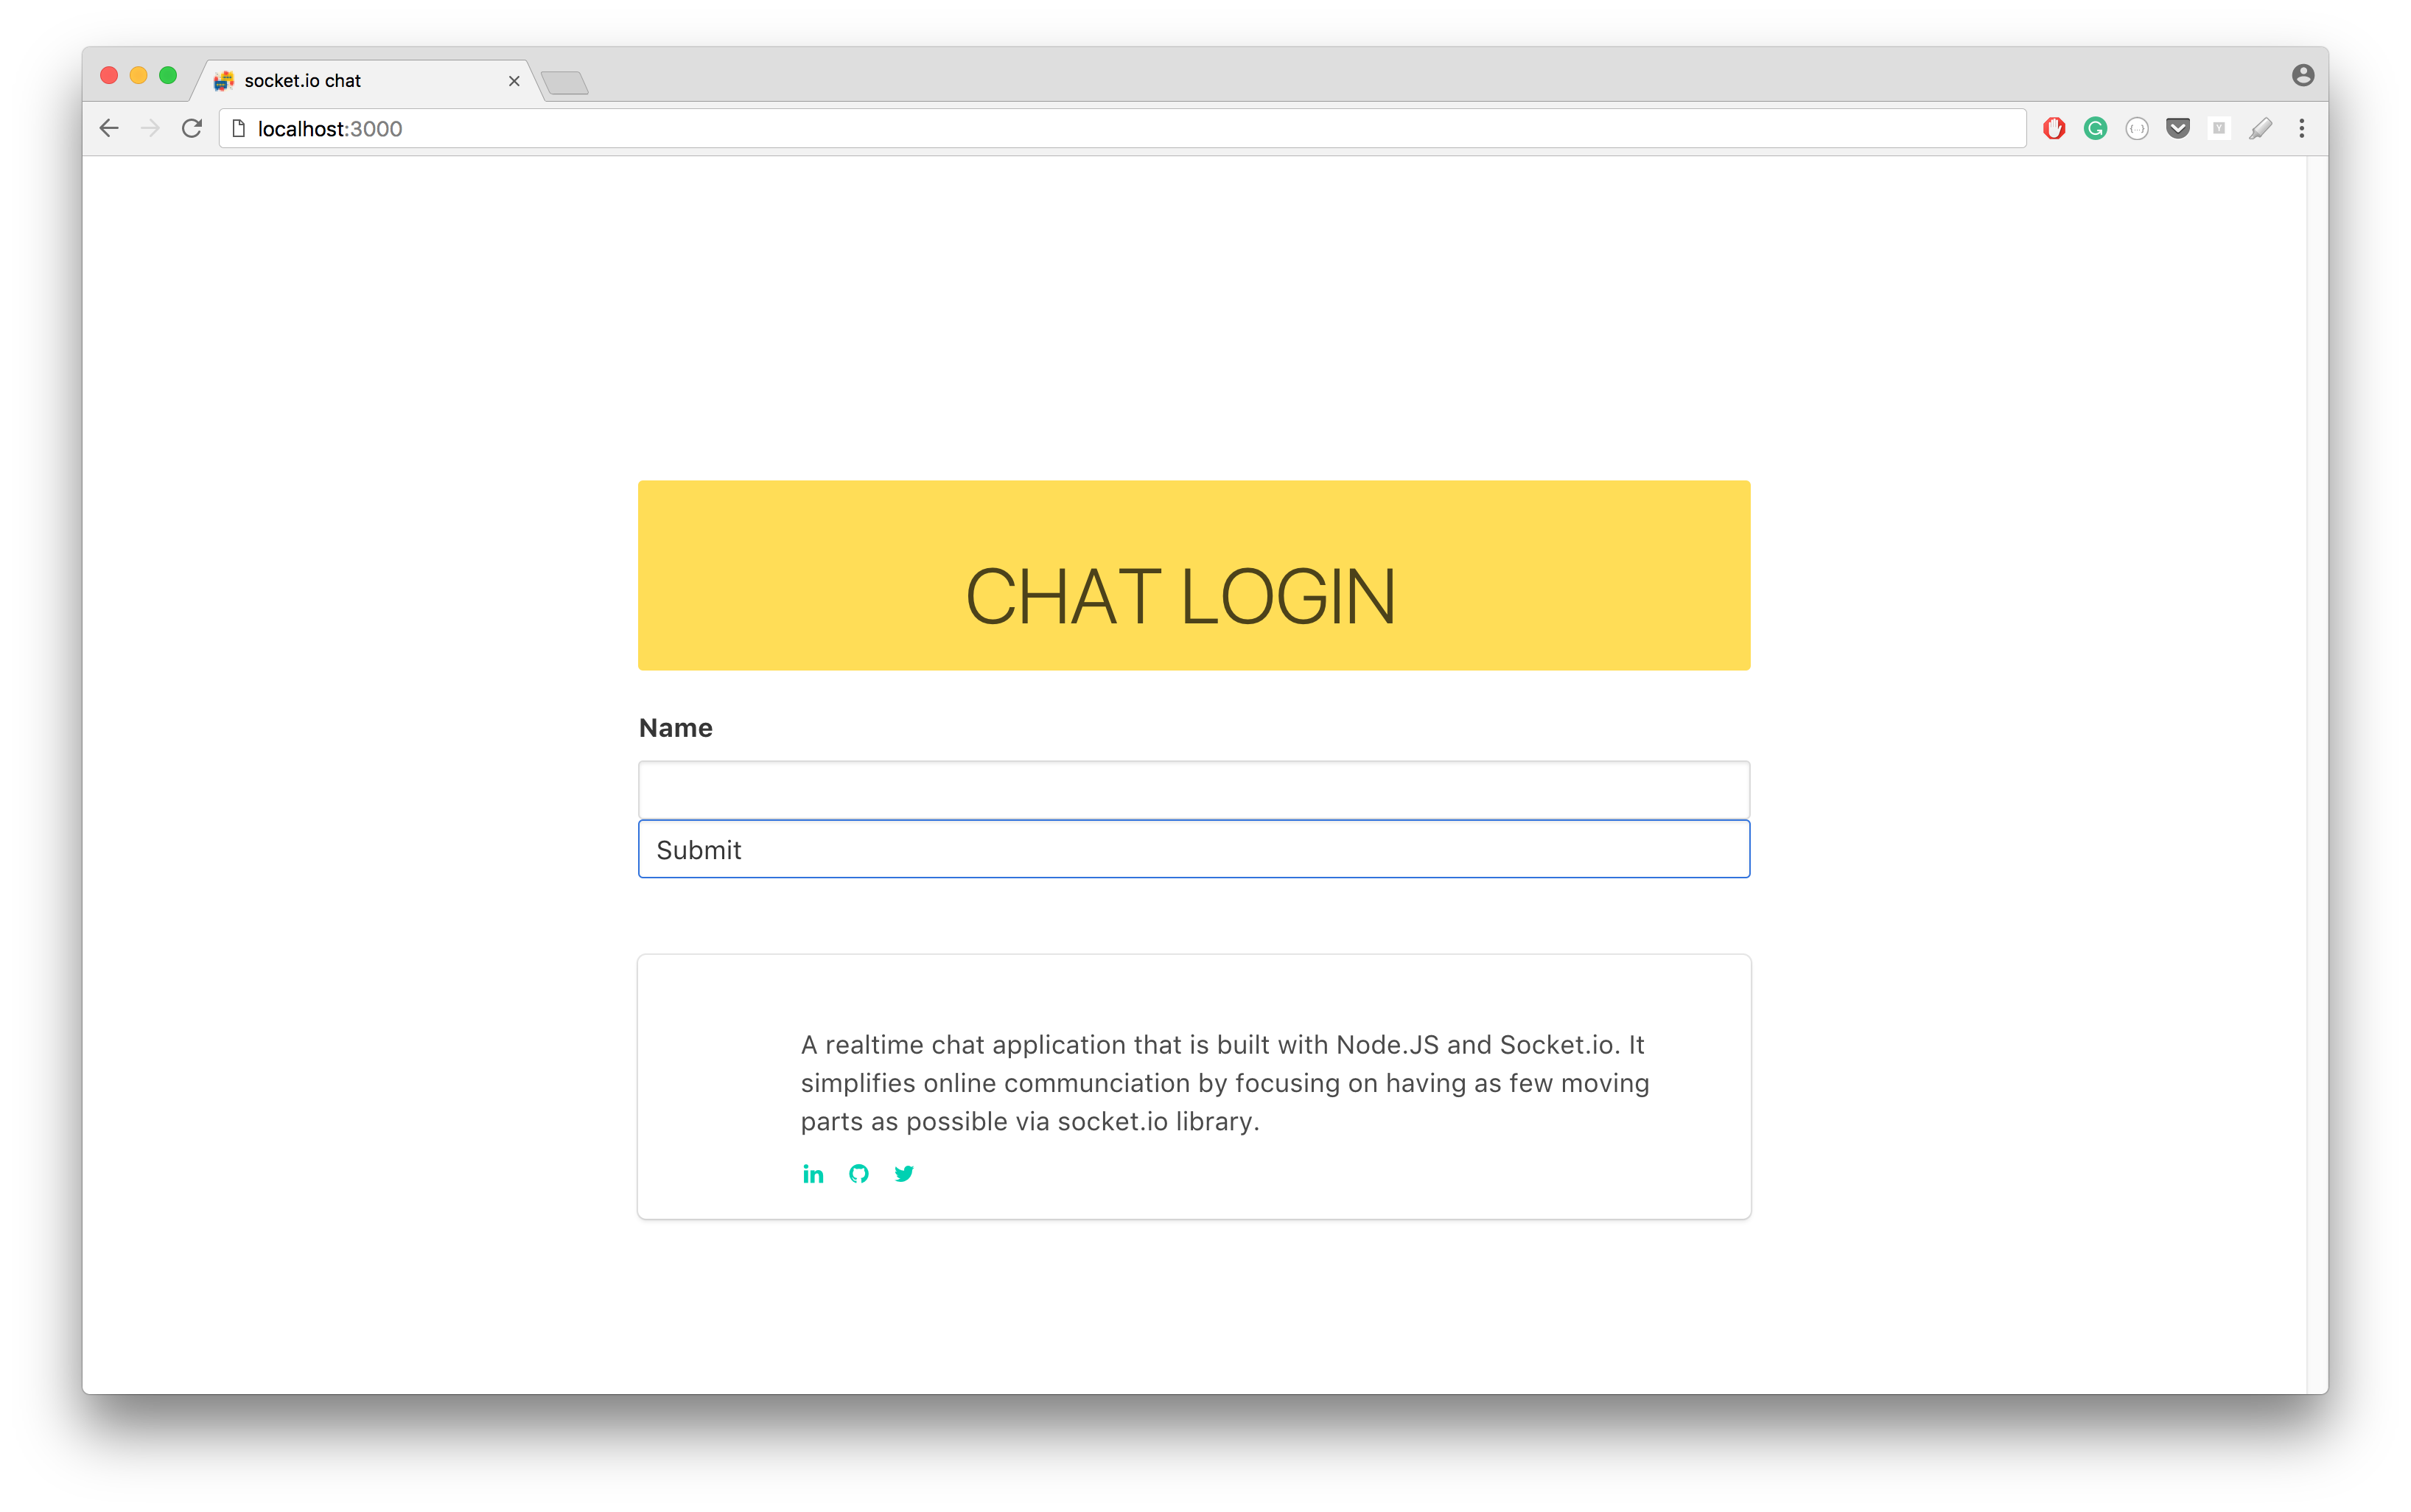 socket.io chat
localhost:3000
CHAT LOGIN
Name
Submit
A realtime chat application that is built with Node.JS and Socket.io. It
simplifies online communciation by focusing on having as few moving
parts as possible via socket.io library.